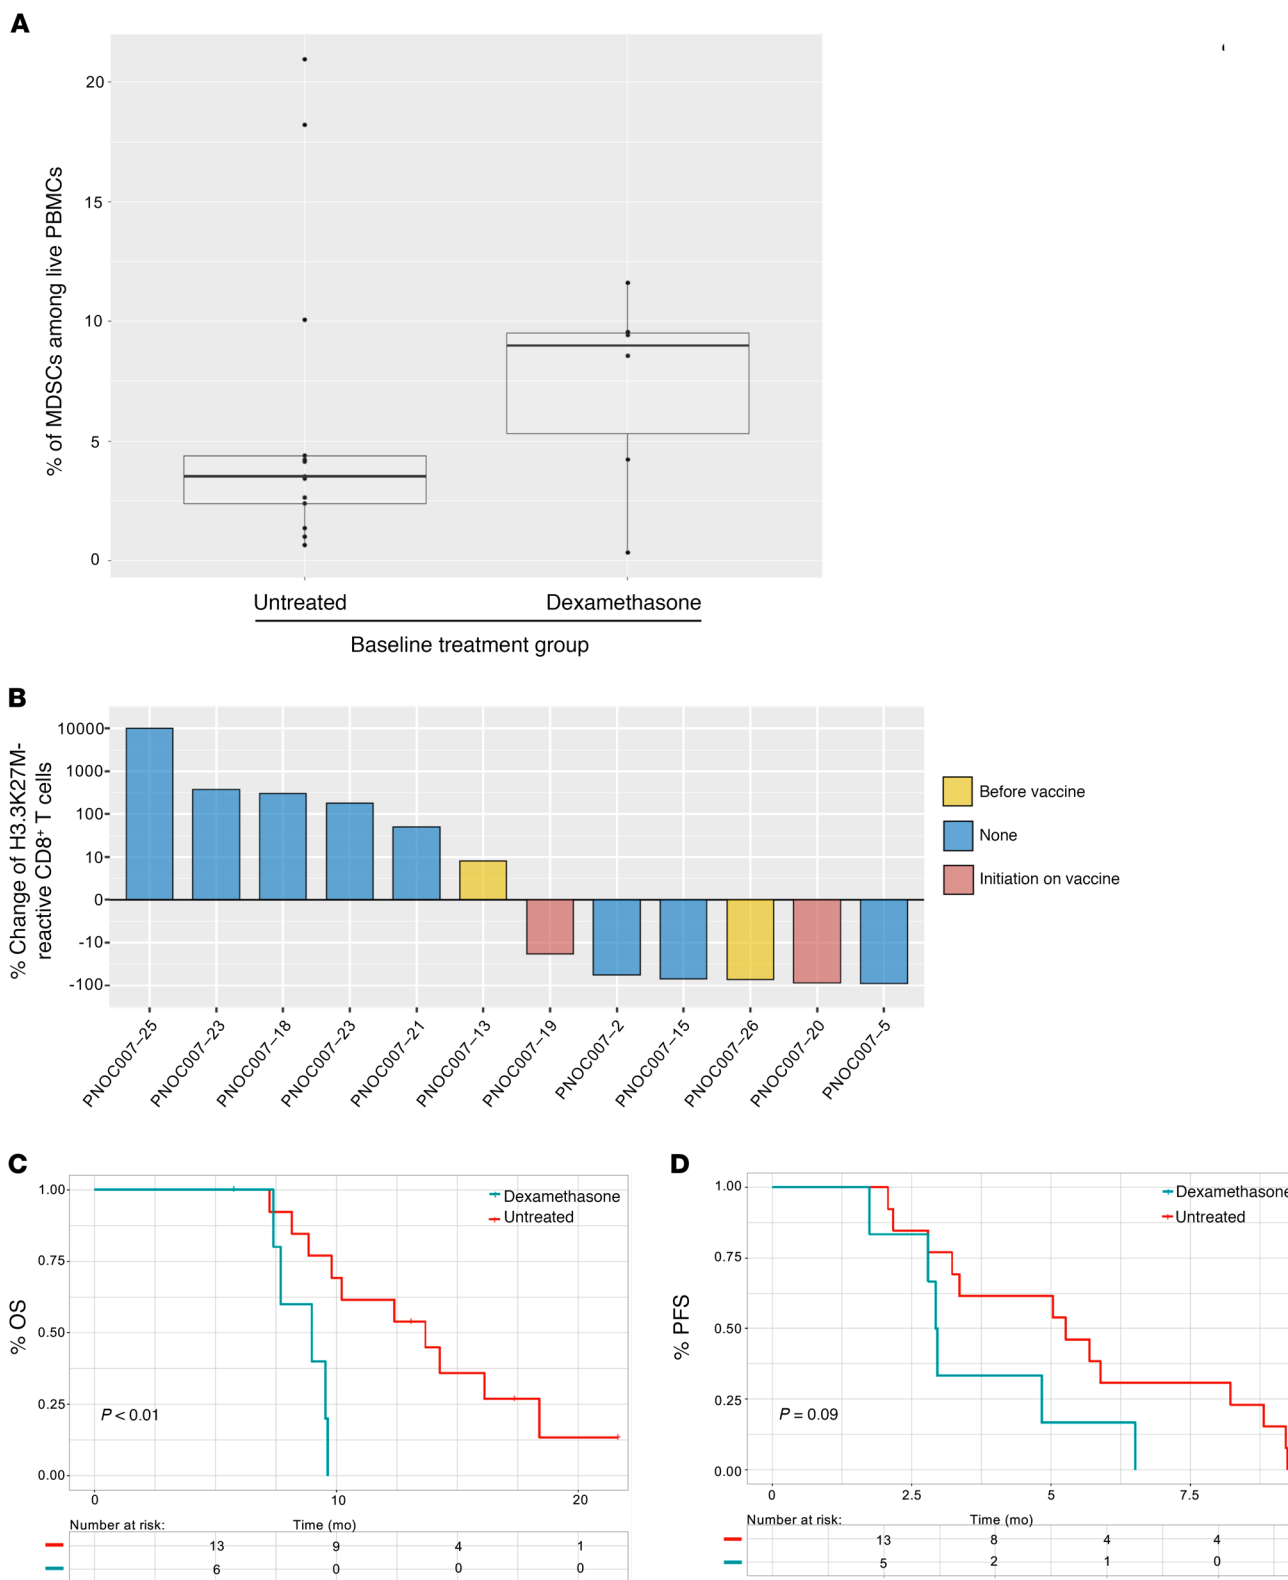 A
20
15
10
5
0
% of MDSCs among live PBMCs
Untreated
Dexamethasone
Baseline treatment group
B
10000
1000
100
10
0
-10
-100
% Change of H3.3K27M-
reactive CD8⁺ T cells
PNOC007–25
PNOC007–23
PNOC007–18
PNOC007–23
PNOC007–21
PNOC007–13
PNOC007–19
PNOC007–2
PNOC007–15
PNOC007–26
PNOC007–20
PNOC007–5
Before vaccine
None
Initiation on vaccine
C
1.00
0.75
0.50
0.25
0.00
% OS
Dexamethasone
Untreated
P < 0.01
0 10 20
Number at risk: Time (mo)
13 9 4 1
6 0 0 0
D
1.00
0.75
0.50
0.25
0.00
% PFS
Dexamethasone
Untreated
P = 0.09
0 2.5 5 7.5
Number at risk: Time (mo)
13 8 4 4
5 2 1 0